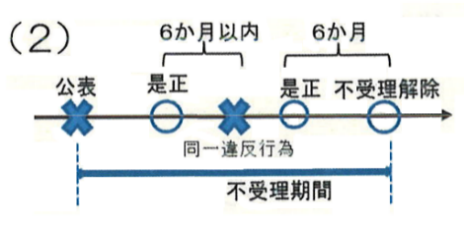 (2)
6か月以内
6か月
公表
是正
是正
不受理解除
同一違反行為
不受理期間